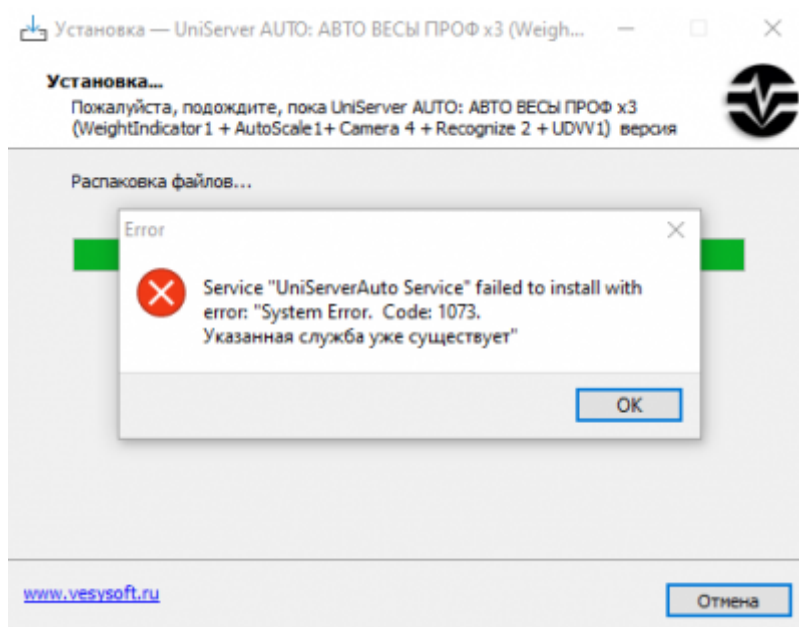 Установка — UniServer AUTO: АВТО ВЕСЫ ПРОФ x3 (Weigh...
Установка...
Пожалуйста, подождите, пока UniServer AUTO: АВТО ВЕСЫ ПРОФ x3
(WeightIndicator1 + AutoScale1+ Camera 4 + Recognize 2 + UDVV1) версия
Распаковка файлов...
Error
Service "UniServerAuto Service" failed to install with
error: "System Error. Code: 1073.
Указанная служба уже существует"
OK
www.vesysoft.ru
Отмена